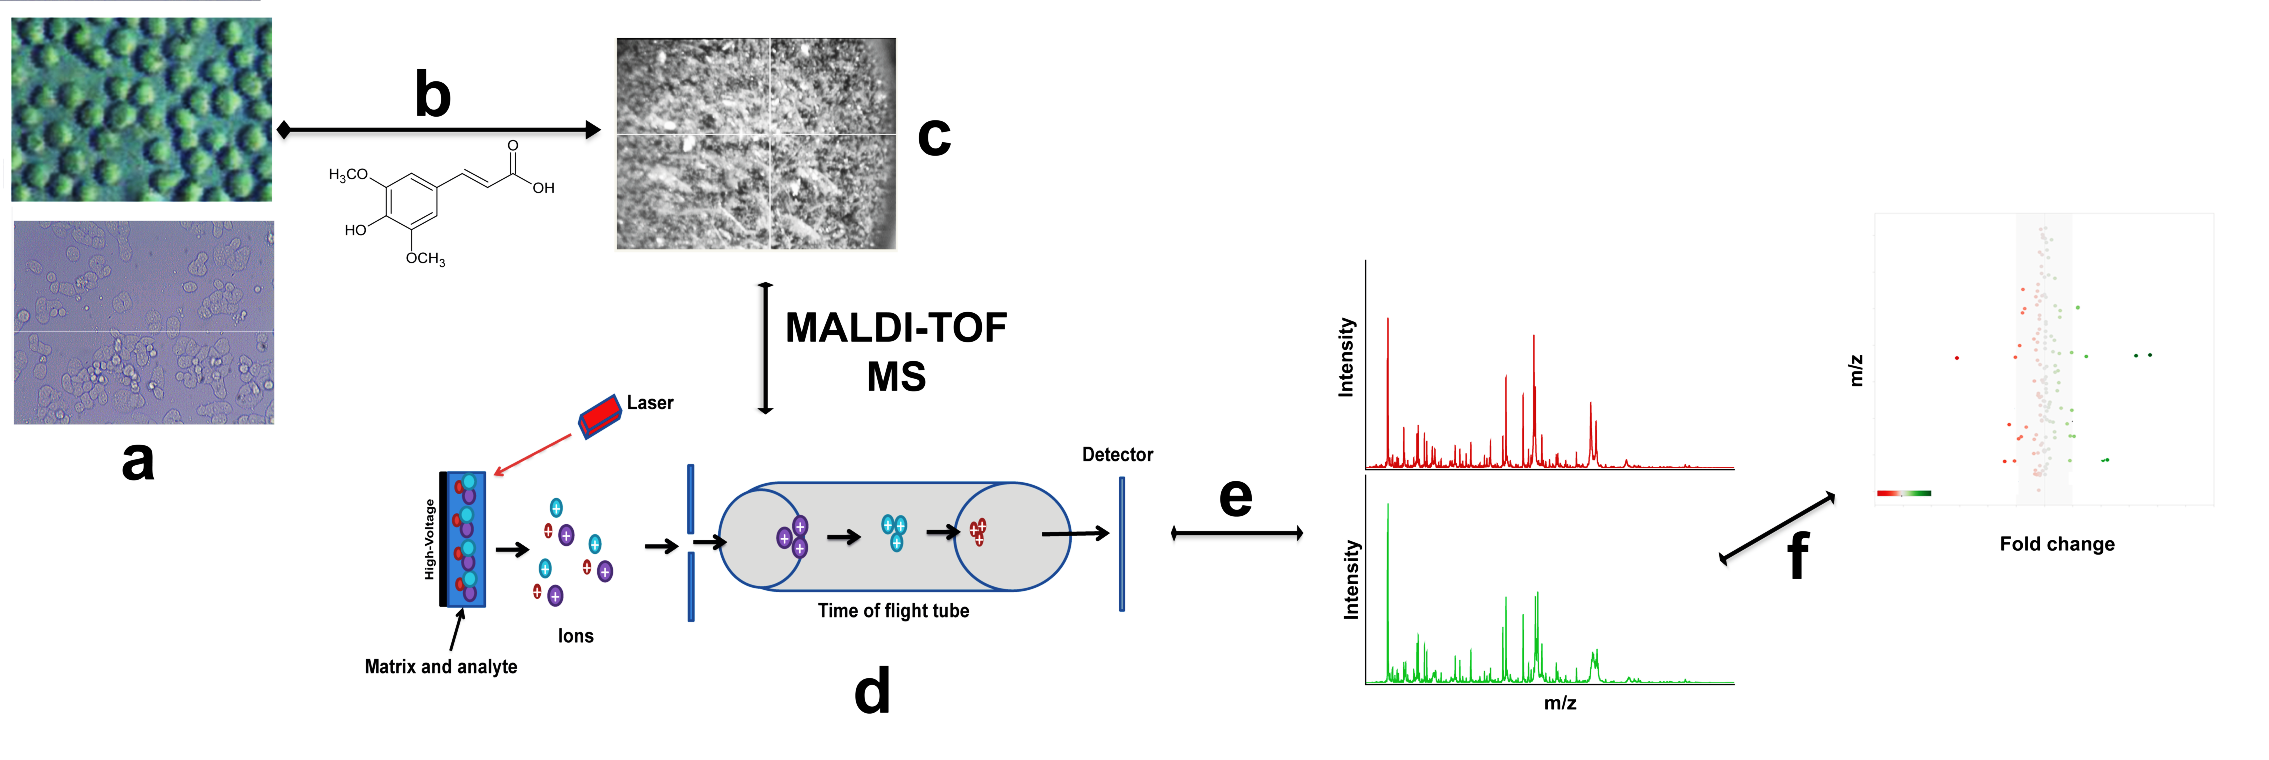 a
b
O
H₃CO
OH
HO
OCH₃
c
MALDI-TOF
MS
Laser
High-Voltage
Matrix and analyte
Ions
Time of flight tube
Detector
d
e
Intensity
Intensity
m/z
f
m/z
Fold change